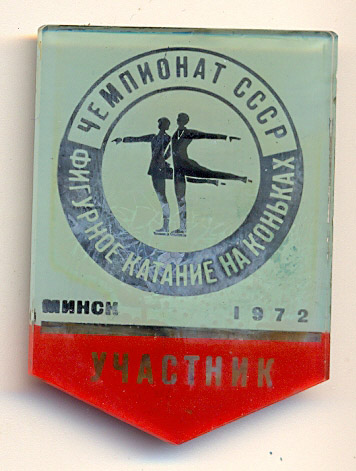 ЧЕМПИОНАТ СССР
ФИГУРНОЕ КАТАНИЕ НА КОНЬКАХ
МИНСК 1972
УЧАСТНИК